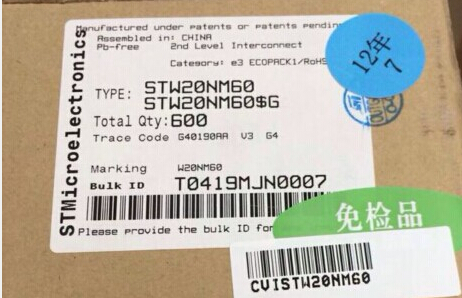 Manufactured under patents or patents pendin
Assembled in: CHINA
Pb-free 2nd Level Interconnect
Category: e3 ECOPACK1/RoHS
TYPE: STW20NM60
STW20NM60$G
Total Qty:600
Trace Code G40190AA V3 G4
Marking W20NM60
Bulk ID T0419MJN0007
Please provide the bulk ID for
STMicroelectronics
12年
7
免检品
CVISTW20NM60